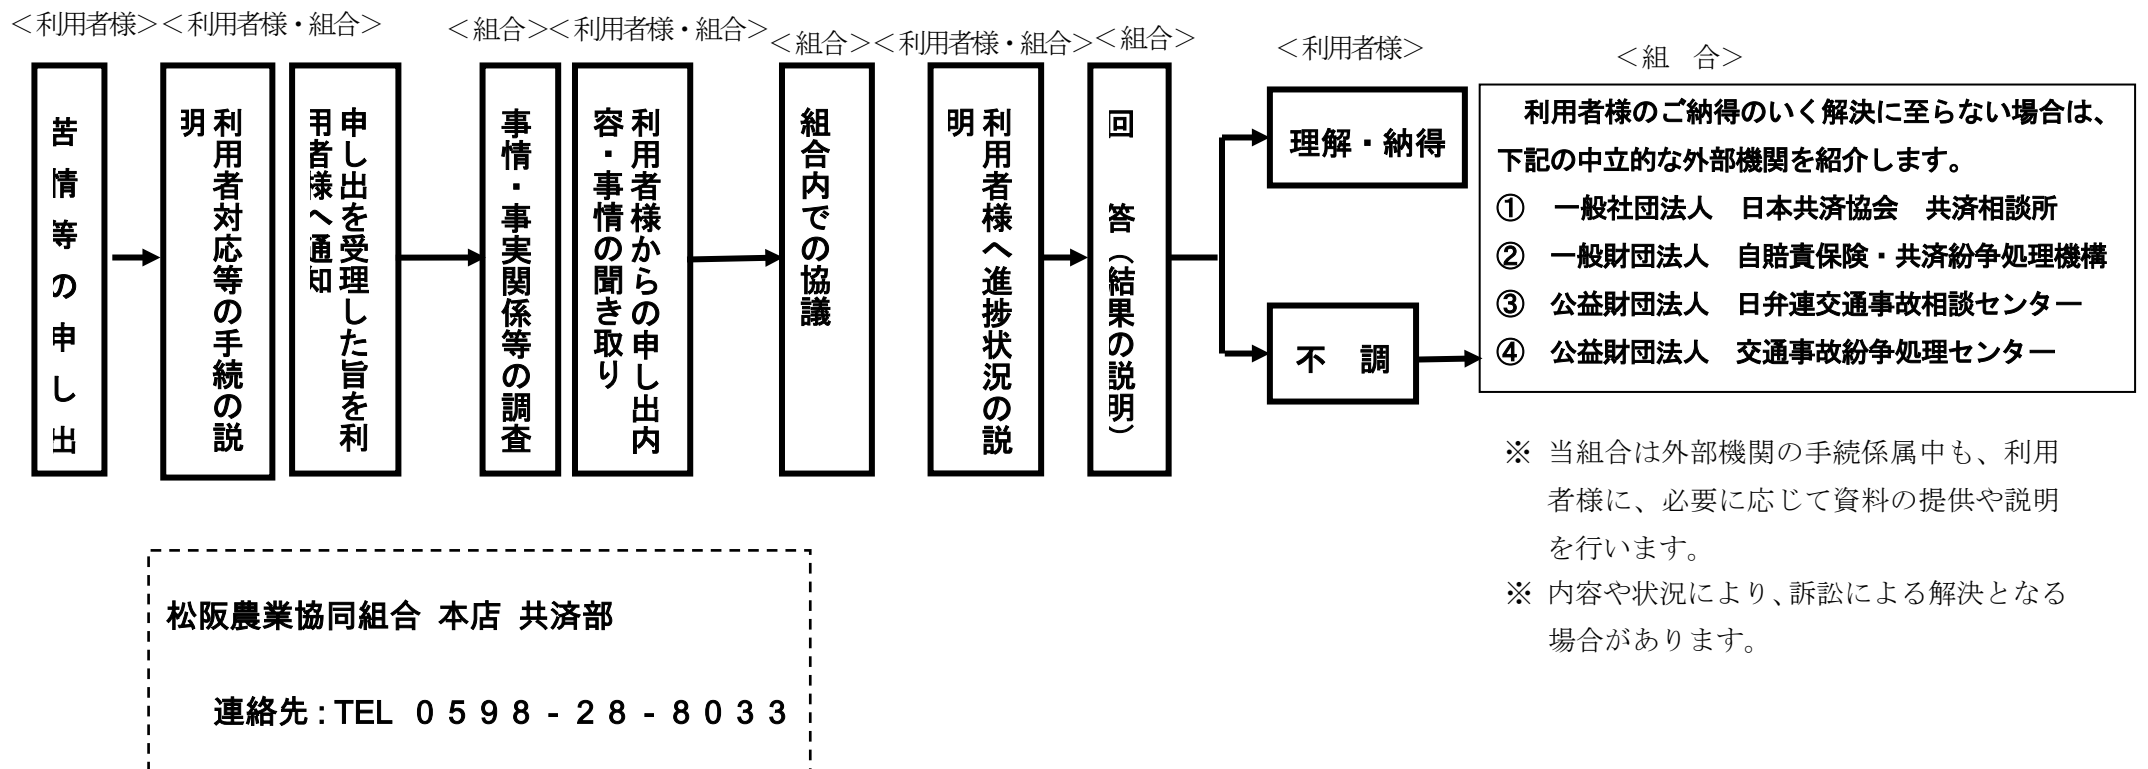 ＜利用者様＞
＜利用者様・組合＞
＜組合＞
＜利用者様・組合＞
＜組合＞
＜利用者様・組合＞
＜組合＞
＜利用者様＞
＜組　合＞
苦情等の申し出
利用者対応等の手続の説
明
申し出を受理した旨を利
用者様へ通知
事情・事実関係等の調査
利用者様からの申し出内
容・事情の聞き取り
組合内での協議
利用者様へ進捗状況の説
明
回　答（結果の説明）
理解・納得
不　調
利用者様のご納得のいく解決に至らない場合は、
下記の中立的な外部機関を紹介します。
①　一般社団法人　日本共済協会　共済相談所
②　一般財団法人　自賠責保険・共済紛争処理機構
③　公益財団法人　日弁連交通事故相談センター
④　公益財団法人　交通事故紛争処理センター
※ 当組合は外部機関の手続係属中も、利用
者様に、必要に応じて資料の提供や説明
を行います。
※ 内容や状況により、訴訟による解決となる
場合があります。
松阪農業協同組合 本店 共済部
連絡先：TEL ０５９８－２８－８０３３